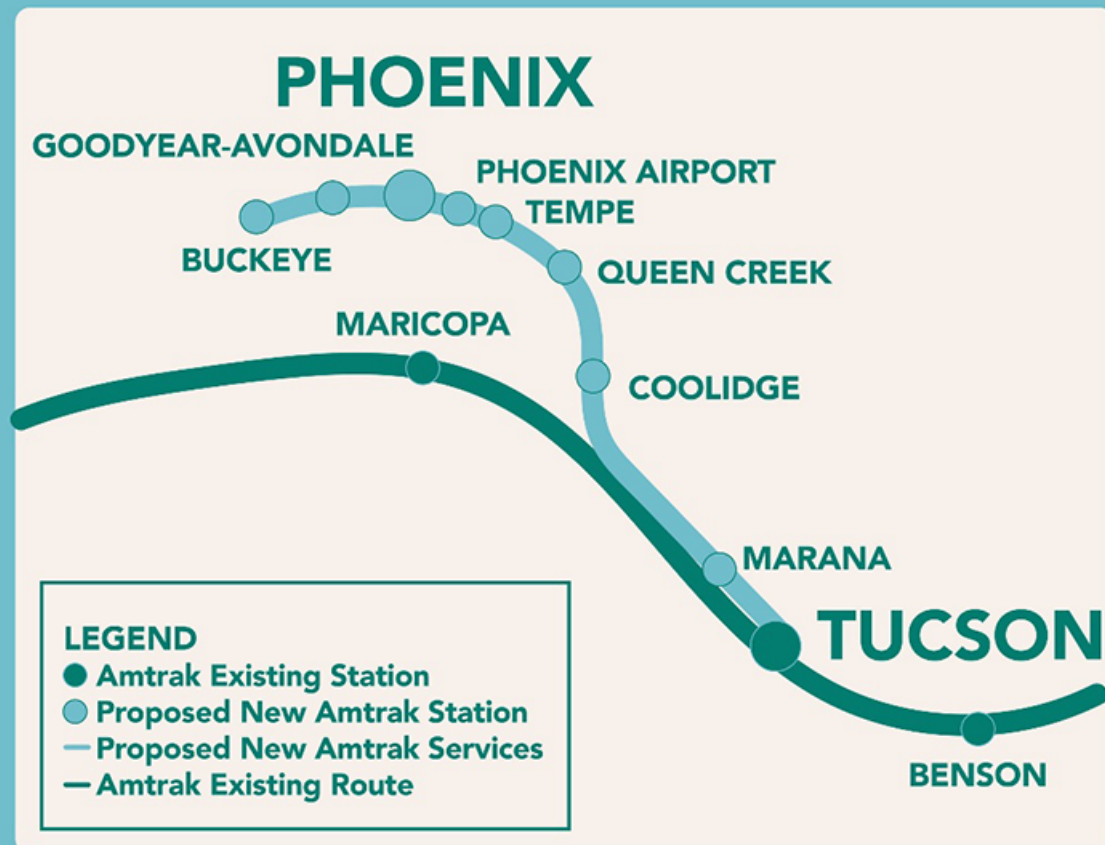 PHOENIX
GOODYEAR-AVONDALE
PHOENIX AIRPORT
TEMPE
BUCKEYE
QUEEN CREEK
MARICOPA
COOLIDGE
MARANA
TUCSON
BENSON
LEGEND
Amtrak Existing Station
Proposed New Amtrak Station
Proposed New Amtrak Services
Amtrak Existing Route